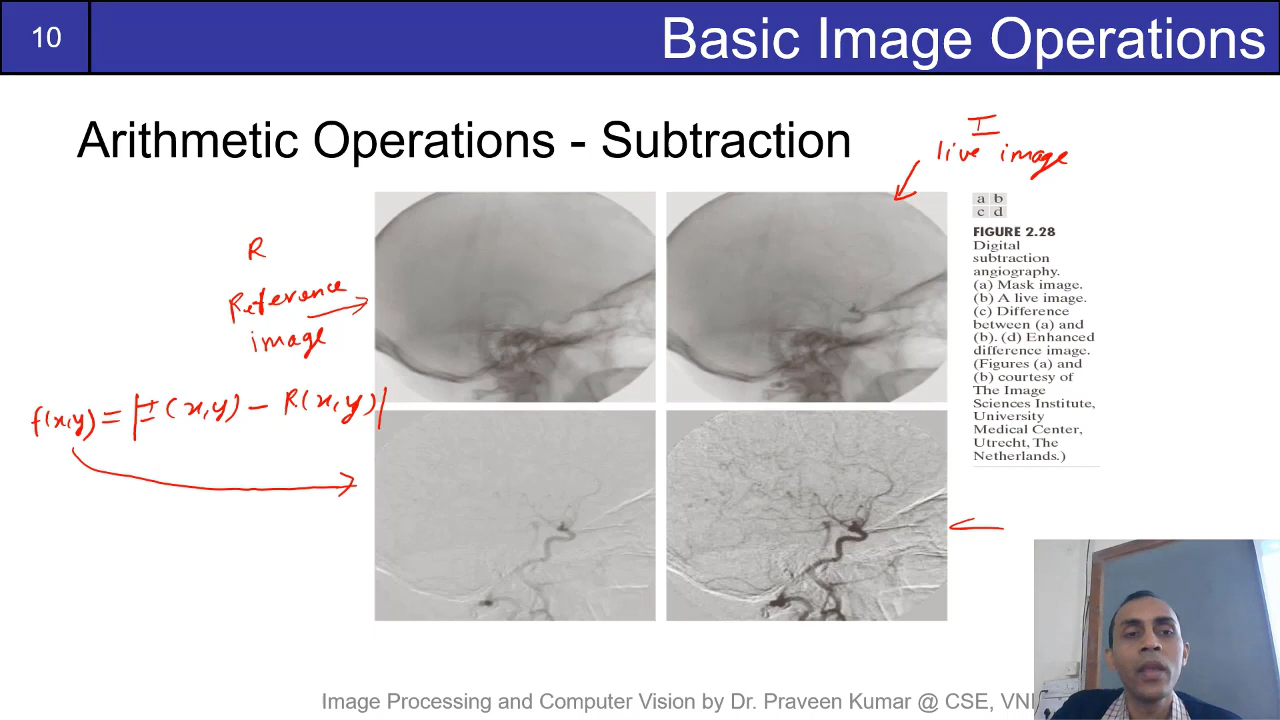 10
Basic Image Operations
Arithmetic Operations - Subtraction
I
live image
R
Reference
image
f(x,y) = |I(x,y) - R(x,y)|
a b
c d
FIGURE 2.28
Digital
subtraction
angiography.
(a) Mask image.
(b) A live image.
(c) Difference
between (a) and
(b). (d) Enhanced
difference image.
(Figures (a) and
(b) courtesy of
The Image
Sciences Institute,
University
Medical Center,
Utrecht, The
Netherlands.)
Image Processing and Computer Vision by Dr. Praveen Kumar @ CSE, VNI